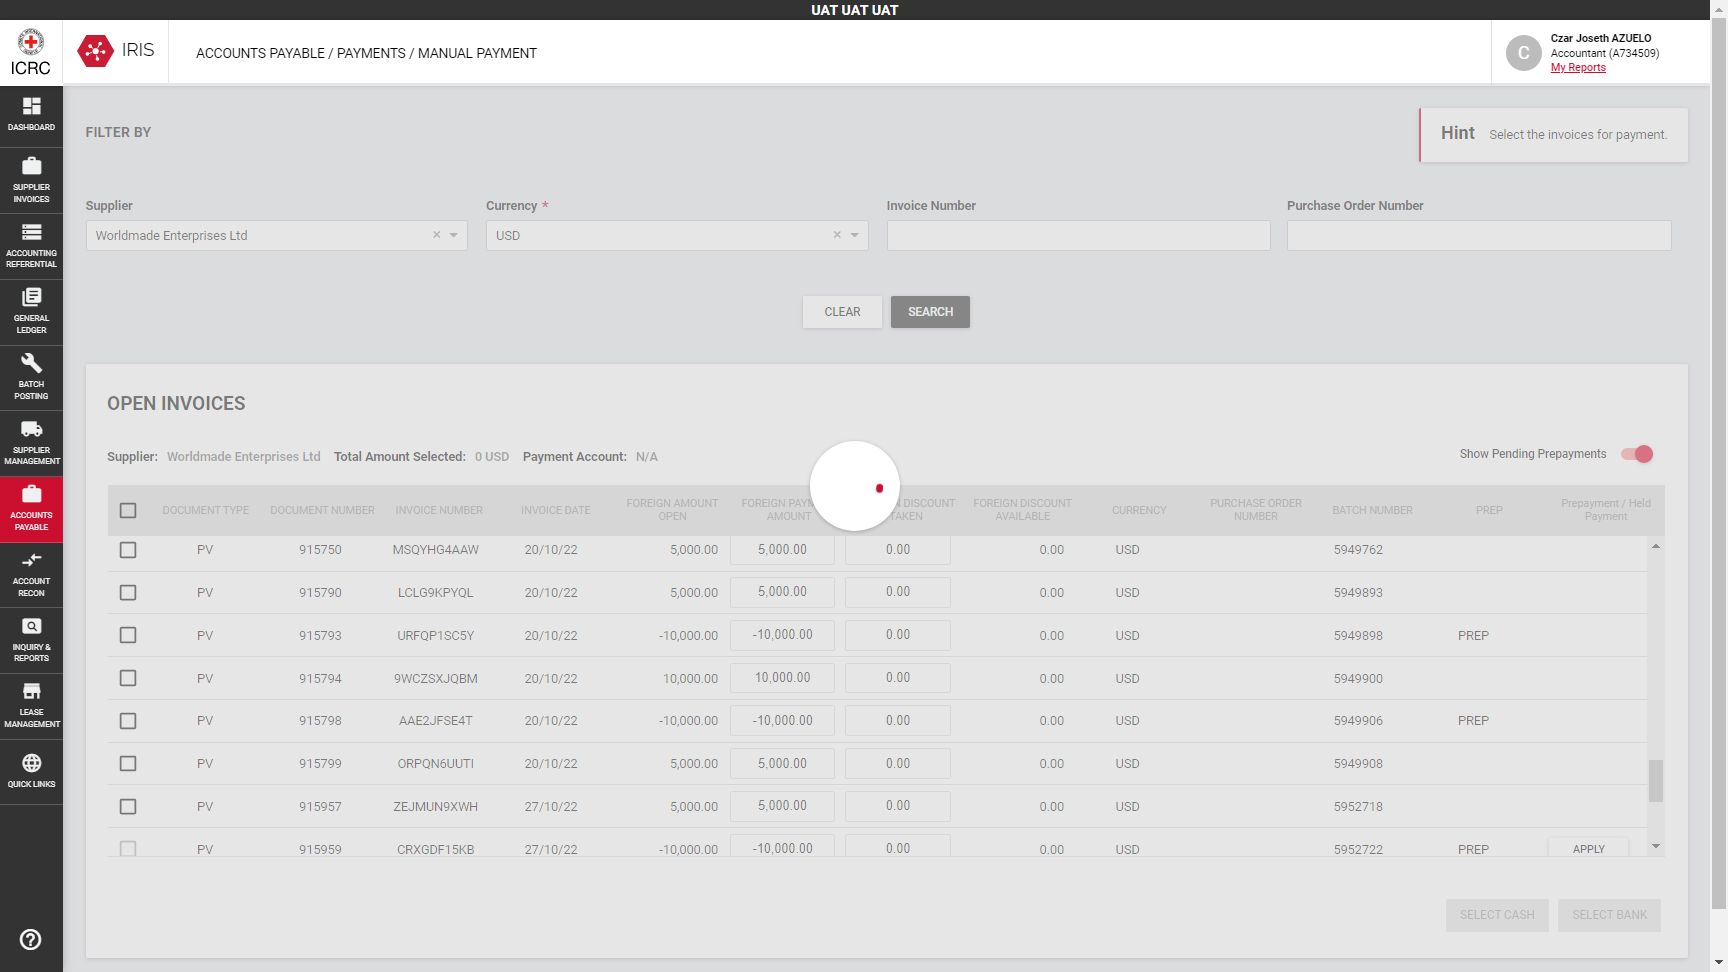 UAT UAT UAT
ICRC
IRIS
ACCOUNTS PAYABLE / PAYMENTS / MANUAL PAYMENT
C
Czar Joseth AZUELO
Accountant (A734509)
My Reports
DASHBOARD
SUPPLIER
INVOICES
ACCOUNTING
REFERENTIAL
GENERAL
LEDGER
BATCH
POSTING
SUPPLIER
MANAGEMENT
ACCOUNTS
PAYABLE
ACCOUNT
RECON
INQUIRY &
REPORTS
LEASE
MANAGEMENT
QUICK LINKS
FILTER BY
Hint Select the invoices for payment.
Supplier Currency * Invoice Number Purchase Order Number
Worldmade Enterprises Ltd × USD ×
CLEAR SEARCH
OPEN INVOICES
Supplier: Worldmade Enterprises Ltd Total Amount Selected: 0 USD Payment Account: N/A Show Pending Prepayments
DOCUMENT TYPE DOCUMENT NUMBER INVOICE NUMBER INVOICE DATE FOREIGN AMOUNT OPEN FOREIGN AMOUNT DISCOUNT TAKEN FOREIGN DISCOUNT AVAILABLE CURRENCY PURCHASE ORDER NUMBER BATCH NUMBER PREP Prepayment / Held Payment
PV 915750 MSQYHG4AAW 20/10/22 5,000.00 5,000.00 0.00 0.00 USD 5949762
PV 915790 LCLG9KPYQL 20/10/22 5,000.00 5,000.00 0.00 0.00 USD 5949893
PV 915793 URFQP1SC5Y 20/10/22 -10,000.00 -10,000.00 0.00 0.00 USD 5949898 PREP
PV 915794 9WCZSXJQBM 20/10/22 10,000.00 10,000.00 0.00 0.00 USD 5949900
PV 915798 AAE2JFSE4T 20/10/22 -10,000.00 -10,000.00 0.00 0.00 USD 5949906 PREP
PV 915799 ORPQN6UUTI 20/10/22 5,000.00 5,000.00 0.00 0.00 USD 5949908
PV 915957 ZEJMUN9XWH 27/10/22 5,000.00 5,000.00 0.00 0.00 USD 5952718
PV 915959 CRXGDF15KB 27/10/22 -10,000.00 -10,000.00 0.00 0.00 USD 5952722 PREP APPLY
SELECT CASH SELECT BANK